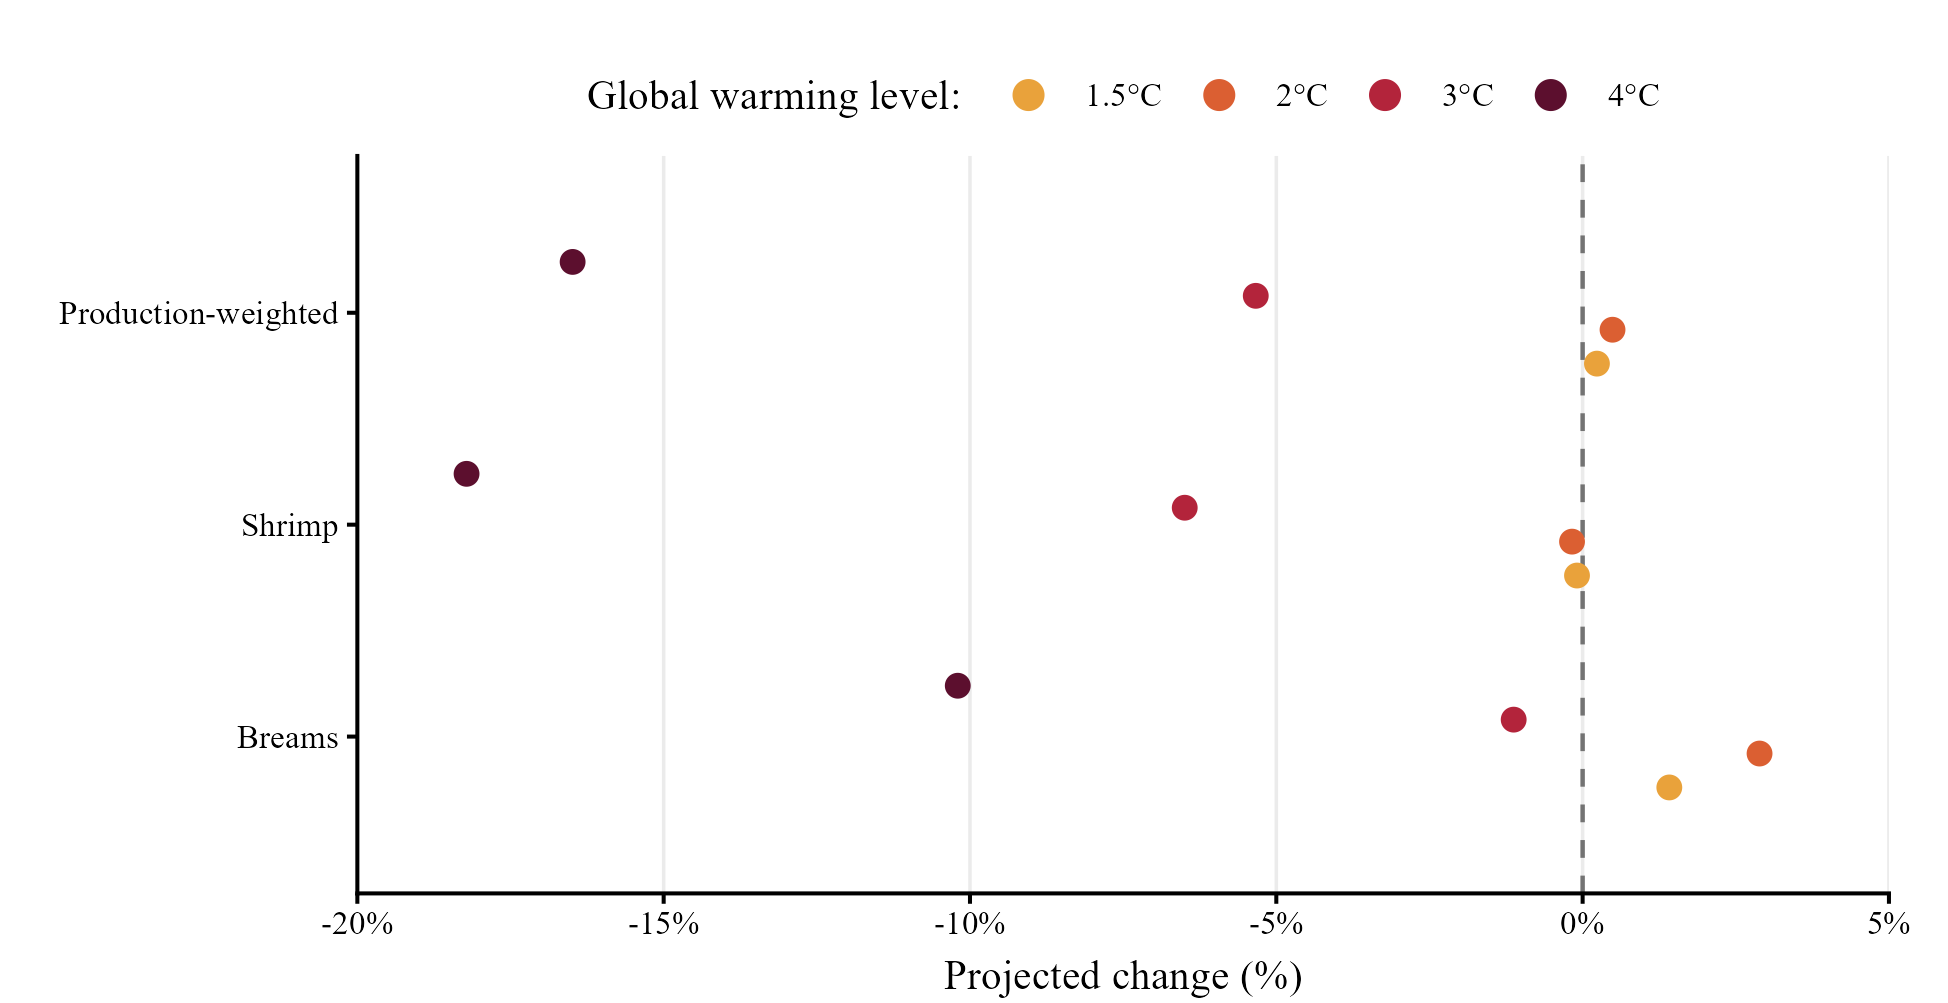 Global warming level: 1.5°C 2°C 3°C 4°C
Production-weighted
Shrimp
Breams
-20% -15% -10% -5% 0% 5%
Projected change (%)